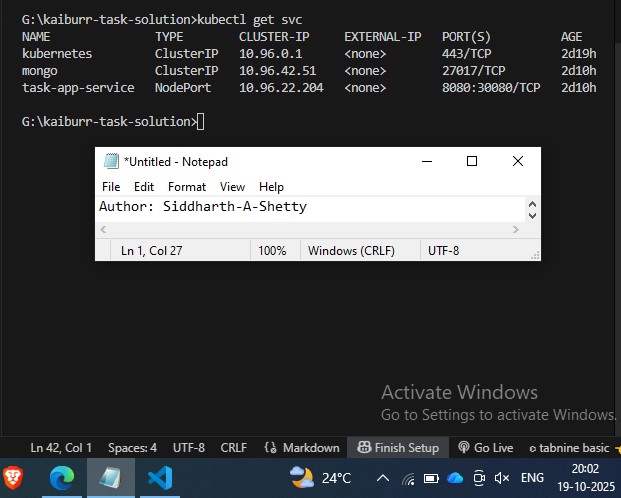 G:\kaiburr-task-solution>kubectl get svc
NAME TYPE CLUSTER-IP EXTERNAL-IP PORT(S) AGE
kubernetes ClusterIP 10.96.0.1 <none> 443/TCP 2d19h
mongo ClusterIP 10.96.42.51 <none> 27017/TCP 2d10h
task-app-service NodePort 10.96.22.204 <none> 8080:30080/TCP 2d10h
G:\kaiburr-task-solution>
*Untitled - Notepad
File Edit Format View Help
Author: Siddharth-A-Shetty
Ln 1, Col 27 100% Windows (CRLF) UTF-8
Activate Windows
Go to Settings to activate Windows.
Ln 42, Col 1 Spaces: 4 UTF-8 CRLF Markdown Finish Setup Go Live tabnine basic
24°C ENG 20:02
19-10-2025